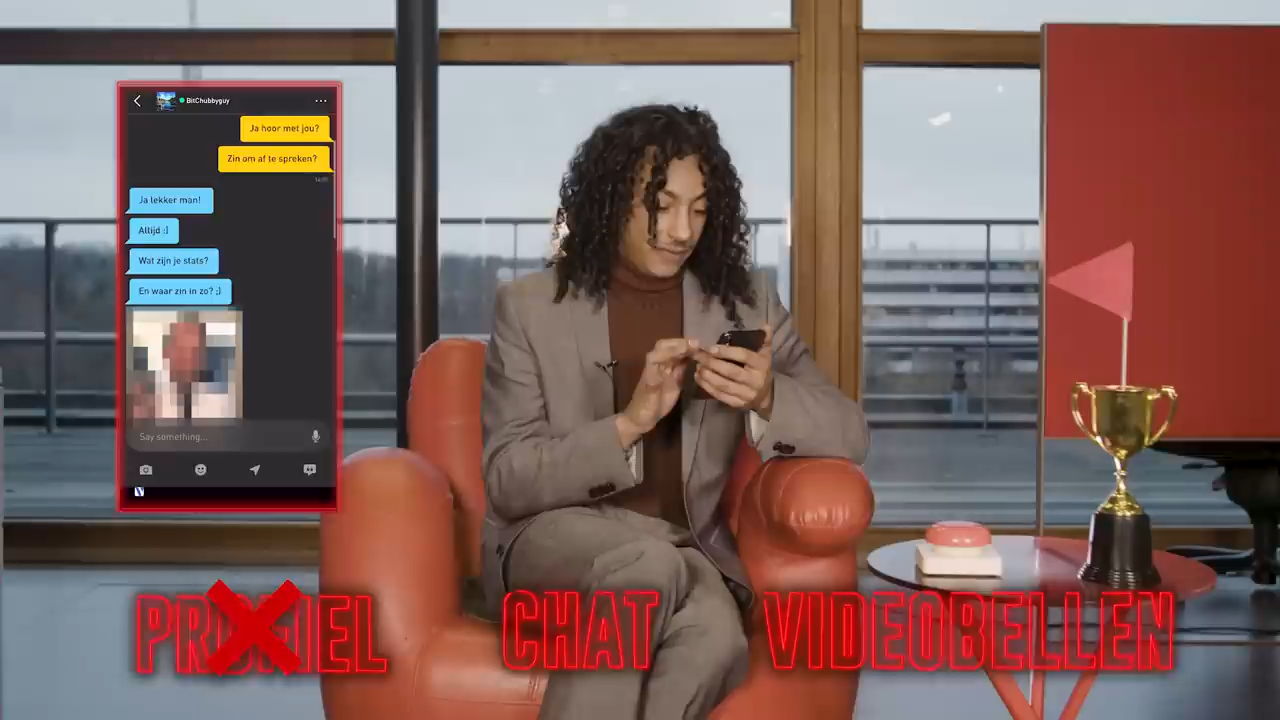 BitChubbyguy
Ja hoor met jou?
Zin om af te spreken?
Ja lekker man!
Altijd :)
Wat zijn je stats?
En waar zin in zo? ;)
Say something...
CHAT
VIDEOBELLEN